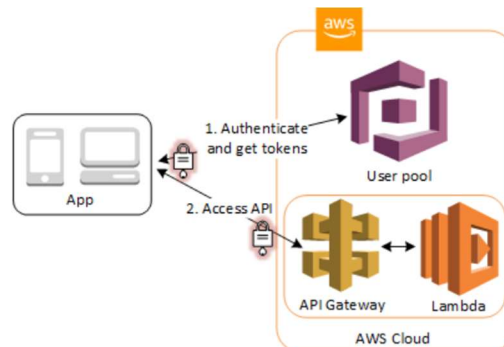 aws
1. Authenticate
and get tokens
User pool
App
2. Access API
API Gateway
Lambda
AWS Cloud